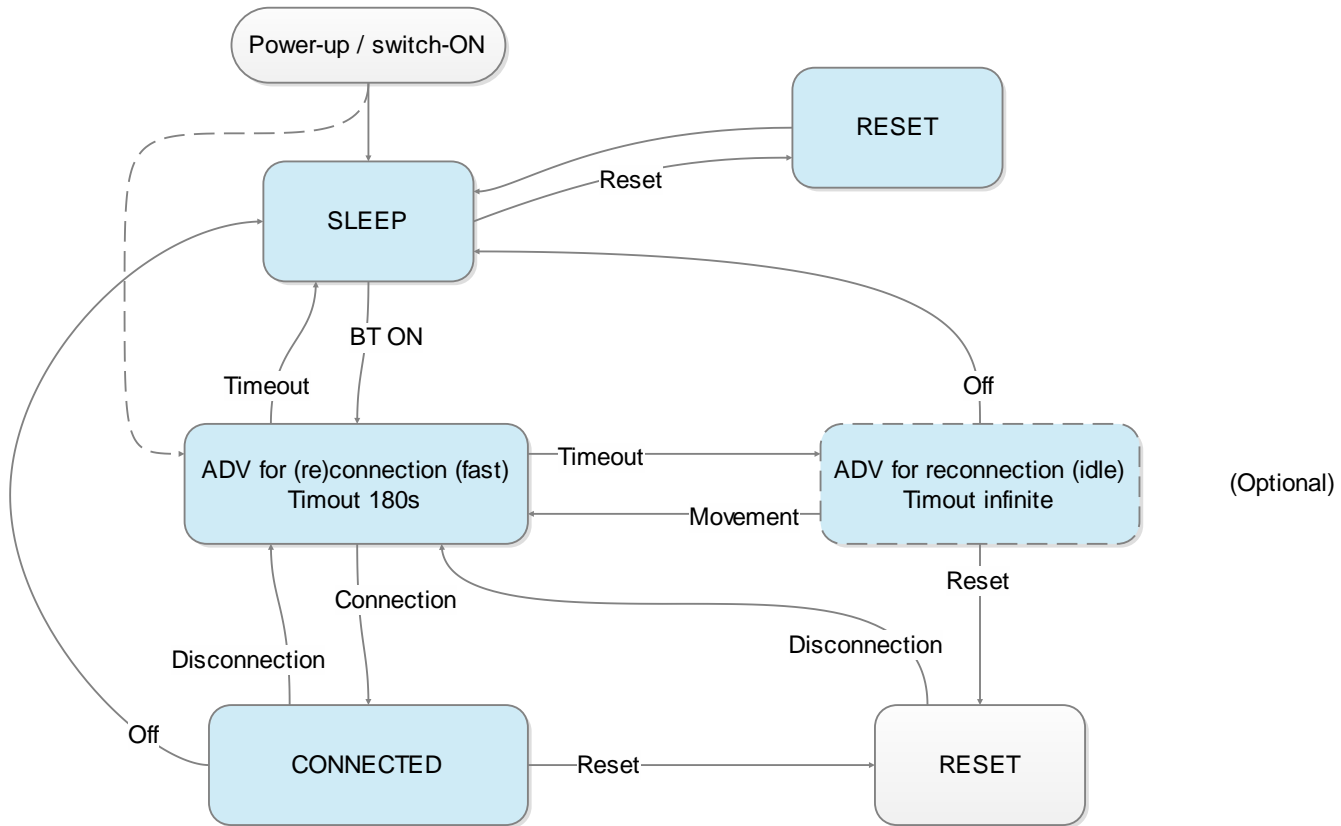 Power-up / switch-ON
RESET
Reset
SLEEP
BT ON
Timeout
Off
ADV for (re)connection (fast)
Timout 180s
Timeout
Movement
ADV for reconnection (idle)
Timout infinite
(Optional)
Connection
Reset
Disconnection
Disconnection
Off
CONNECTED
Reset
RESET